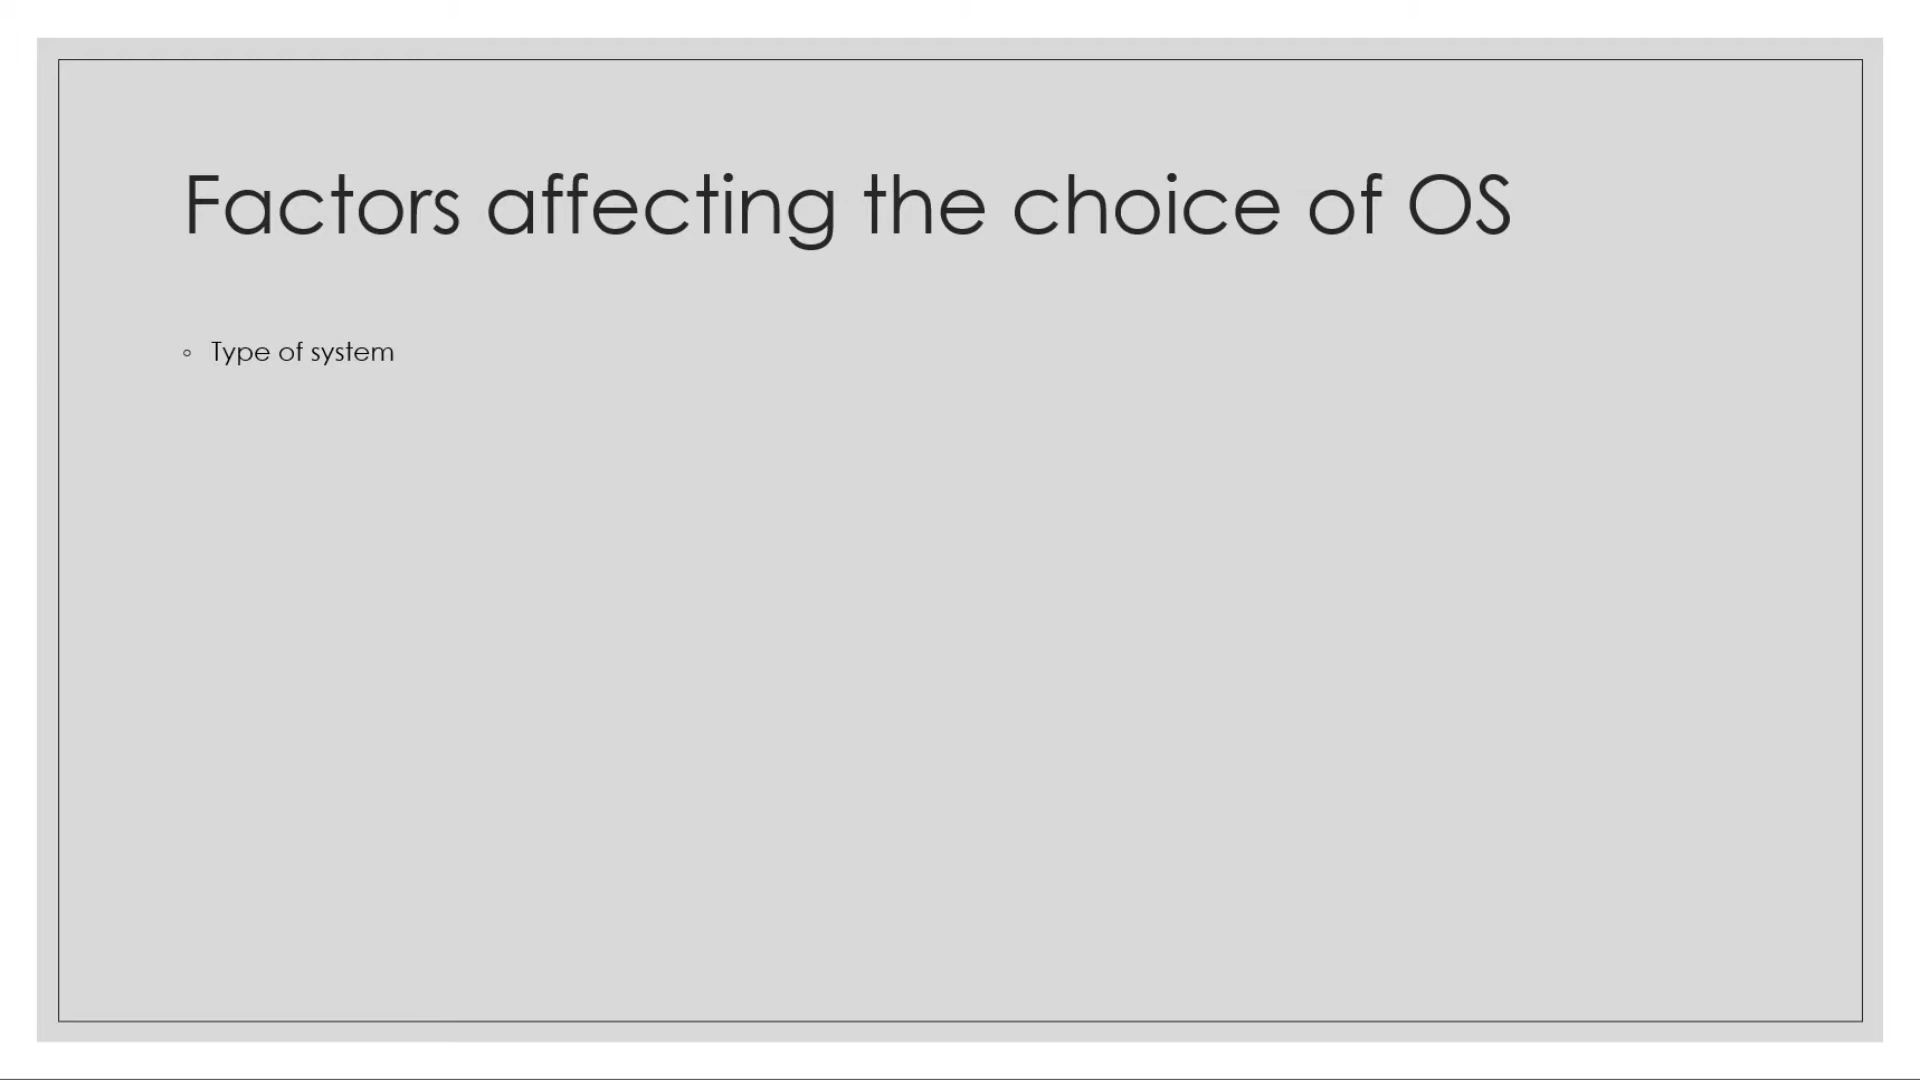 Factors affecting the choice of OS
◦ Type of system